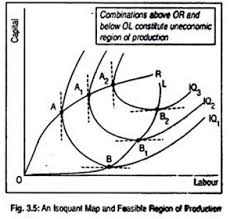 Combinations above OR and
below OL constitute uneconomic
region of production
Capital
R
L
A₂
A₁
A
IQ₃
B₂
IQ₂
IQ₁
B₁
B
0
Labour
Fig. 3.5: An Isoquant Map and Feasible Region of Production